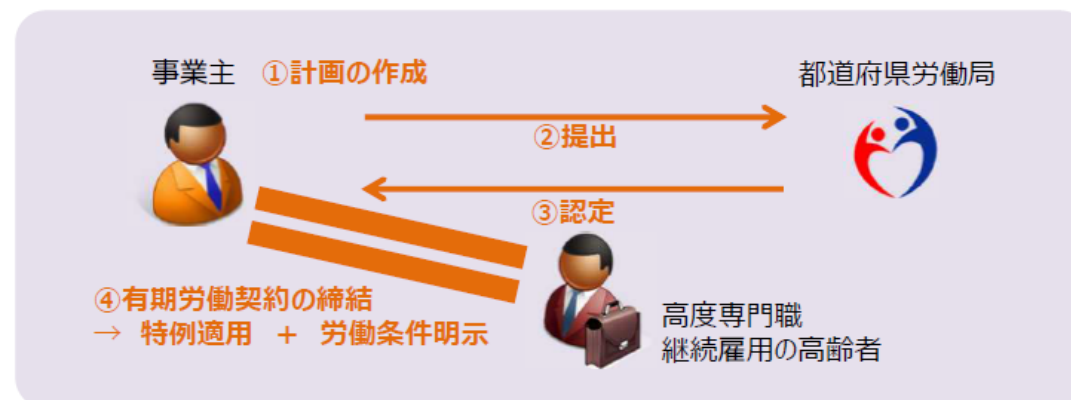 事業主 ①計画の作成
都道府県労働局
②提出
③認定
④有期労働契約の締結
→ 特例適用 + 労働条件明示
高度専門職
継続雇用の高齢者